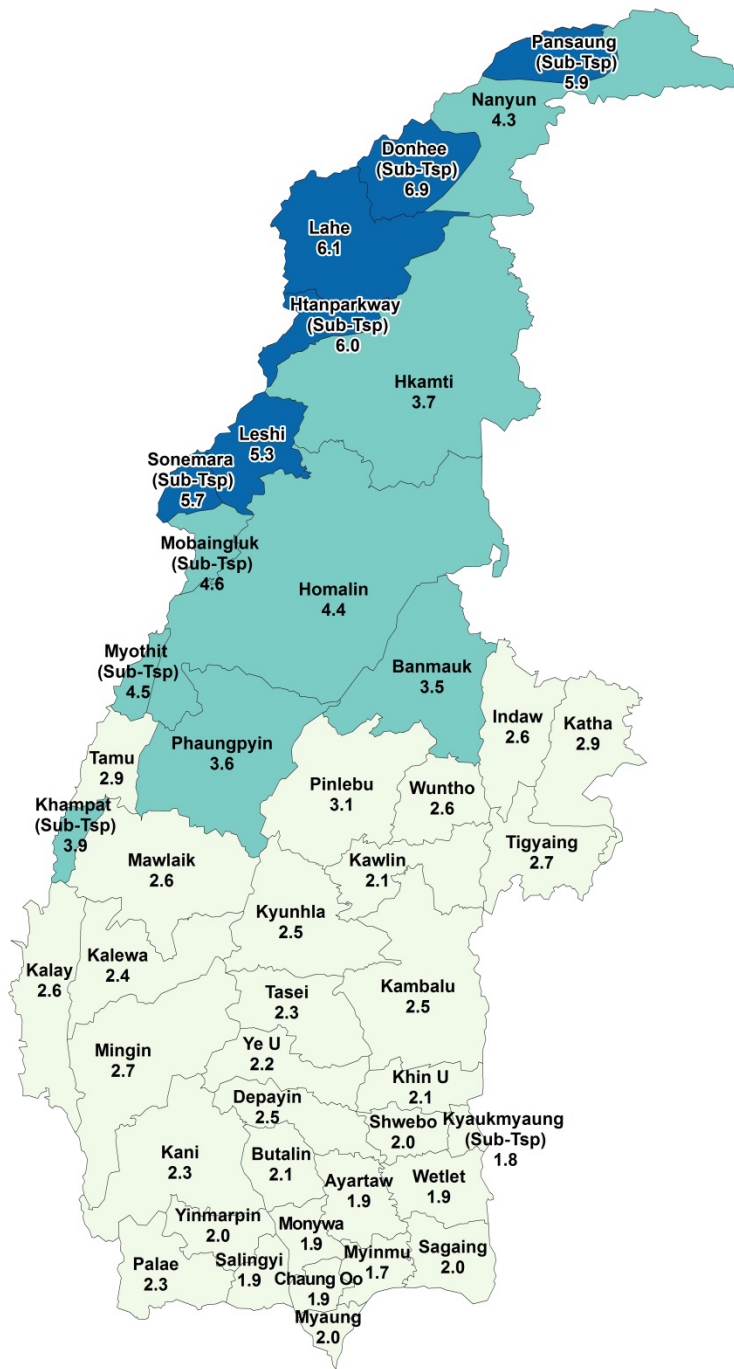 Pansaung
(Sub-Tsp)
5.9
Nanyun
4.3
Donhee
(Sub-Tsp)
6.9
Lahe
6.1
Htanparkway
(Sub-Tsp)
6.0
Hkamti
3.7
Leshi
5.3
Sonemara
(Sub-Tsp)
5.7
Mobaingluk
(Sub-Tsp)
4.6
Homalin
4.4
Myothit
(Sub-Tsp)
4.5
Banmauk
3.5
Indaw
2.6
Katha
2.9
Phaungpyin
3.6
Tamu
2.9
Pinlebu
3.1
Wuntho
2.6
Khampat
(Sub-Tsp)
3.9
Tigyaing
2.7
Mawlaik
2.6
Kawlin
2.1
Kyunhla
2.5
Kalewa
2.4
Kalay
2.6
Tasei
2.3
Kambalu
2.5
Mingin
2.7
Ye U
2.2
Khin U
2.1
Depayin
2.5
Shwebo
2.0
Kyaukmyaung
(Sub-Tsp)
1.8
Kani
2.3
Butalin
2.1
Ayartaw
1.9
Wetlet
1.9
Yinmarpin
2.0
Monywa
1.9
Sagaing
2.0
Palae
2.3
Salingyi
1.9
Myinmu
1.7
Chaung Oo
1.9
Myaung
2.0